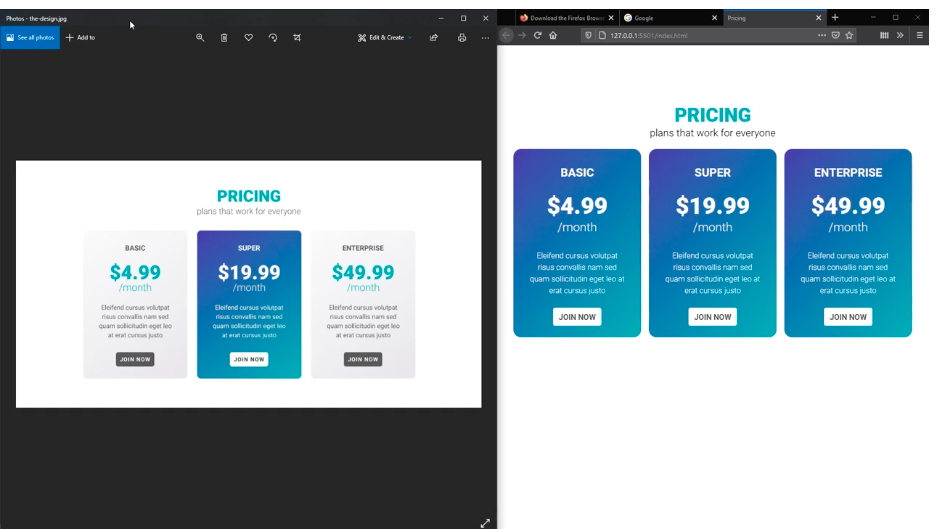 Photos - the-design.jpg
See all photos
Add to
Edit & Create
PRICING
plans that work for everyone
BASIC
$4.99
/month
Eleifend cursus volutpat
risus convallis nam sed
quam sollicitudin eget leo
at erat cursus justo
JOIN NOW
SUPER
$19.99
/month
Eleifend cursus volutpat
risus convallis nam sed
quam sollicitudin eget leo
at erat cursus justo
JOIN NOW
ENTERPRISE
$49.99
/month
Eleifend cursus volutpat
risus convallis nam sed
quam sollicitudin eget leo
at erat cursus justo
JOIN NOW
Download the Firefox Browse
Google
Pricing
127.0.0.1:5501/index.html
PRICING
plans that work for everyone
BASIC
$4.99
/month
Eleifend cursus volutpat
risus convallis nam sed
quam sollicitudin eget leo at
erat cursus justo
JOIN NOW
SUPER
$19.99
/month
Eleifend cursus volutpat
risus convallis nam sed
quam sollicitudin eget leo at
erat cursus justo
JOIN NOW
ENTERPRISE
$49.99
/month
Eleifend cursus volutpat
risus convallis nam sed
quam sollicitudin eget leo at
erat cursus justo
JOIN NOW